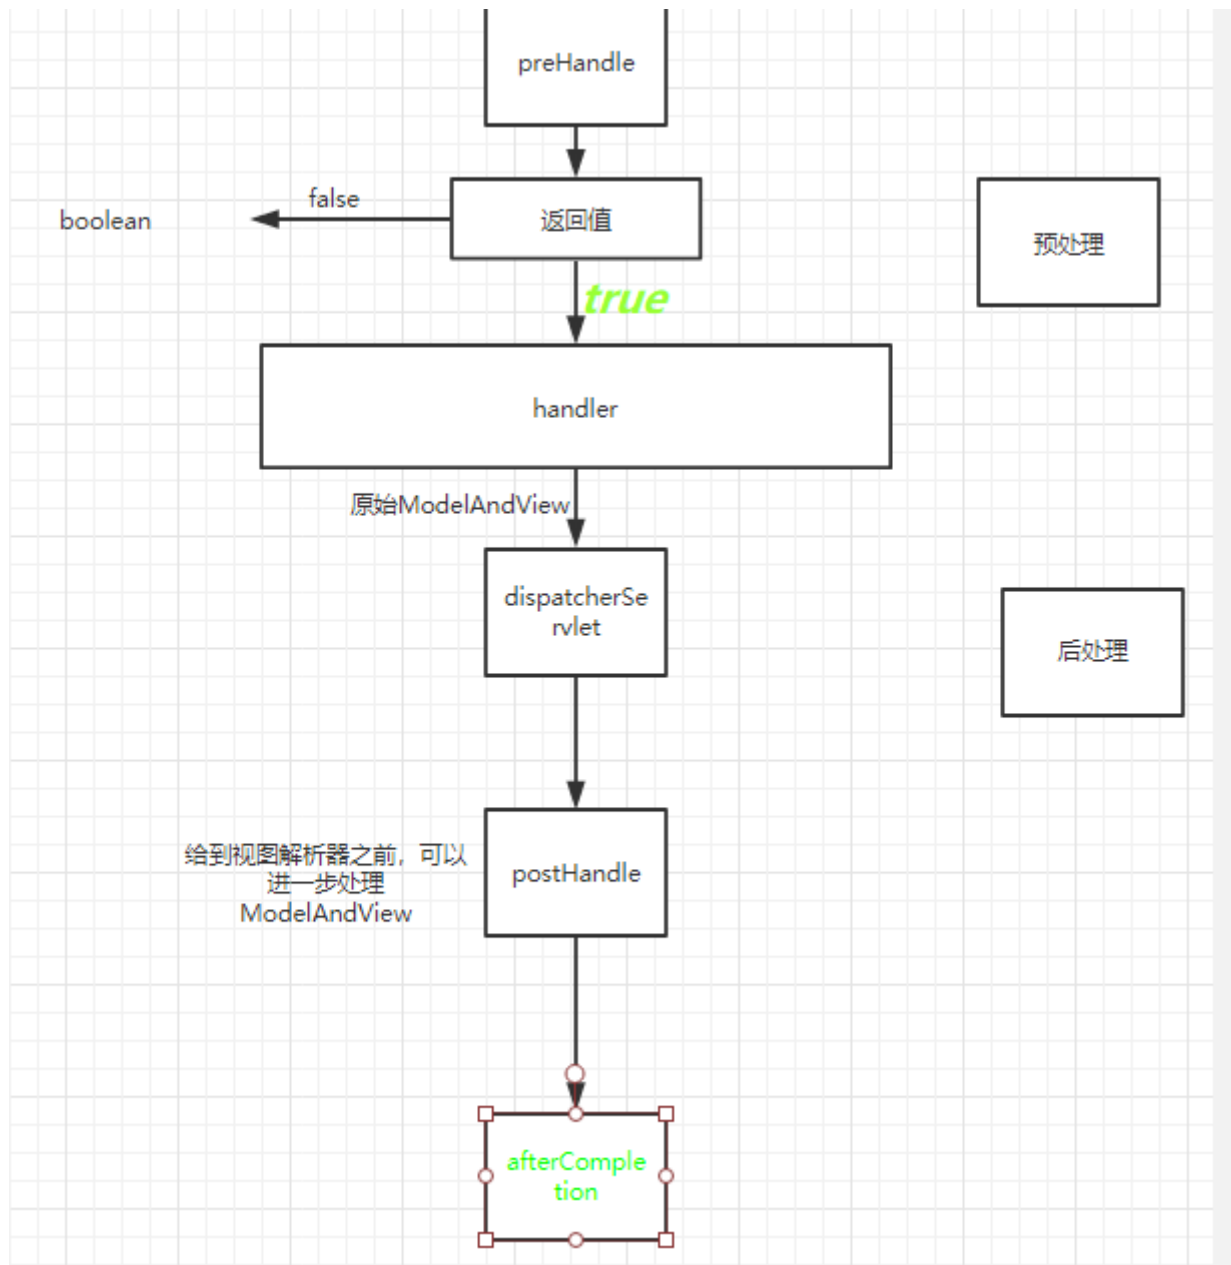 preHandle
false
boolean
返回值
预处理
true
handler
原始ModelAndView
dispatcherSe
rvlet
后处理
给到视图解析器之前，可以
进一步处理
ModelAndView
postHandle
afterComple
tion